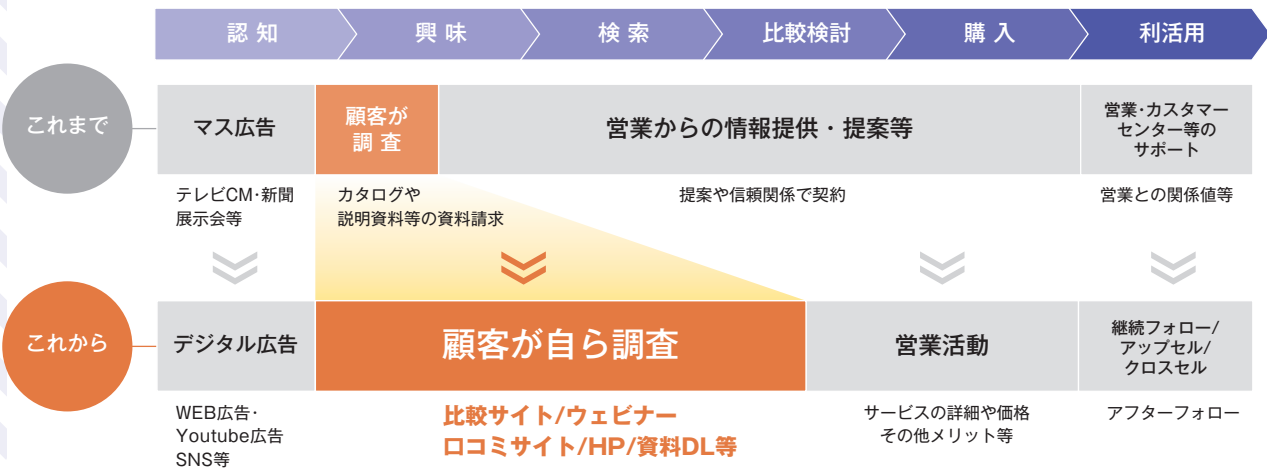 認知
興味
検索
比較検討
購入
利活用
これまで
マス広告
顧客が
調査
営業からの情報提供・提案等
営業・カスタマー
センター等の
サポート
テレビCM・新聞
展示会等
カタログや
説明資料等の資料請求
提案や信頼関係で契約
営業との関係値等
これから
デジタル広告
顧客が自ら調査
営業活動
継続フォロー/
アップセル/
クロスセル
WEB広告・
Youtube広告
SNS等
比較サイト/ウェビナー
口コミサイト/HP/資料DL等
サービスの詳細や価格
その他メリット等
アフターフォロー